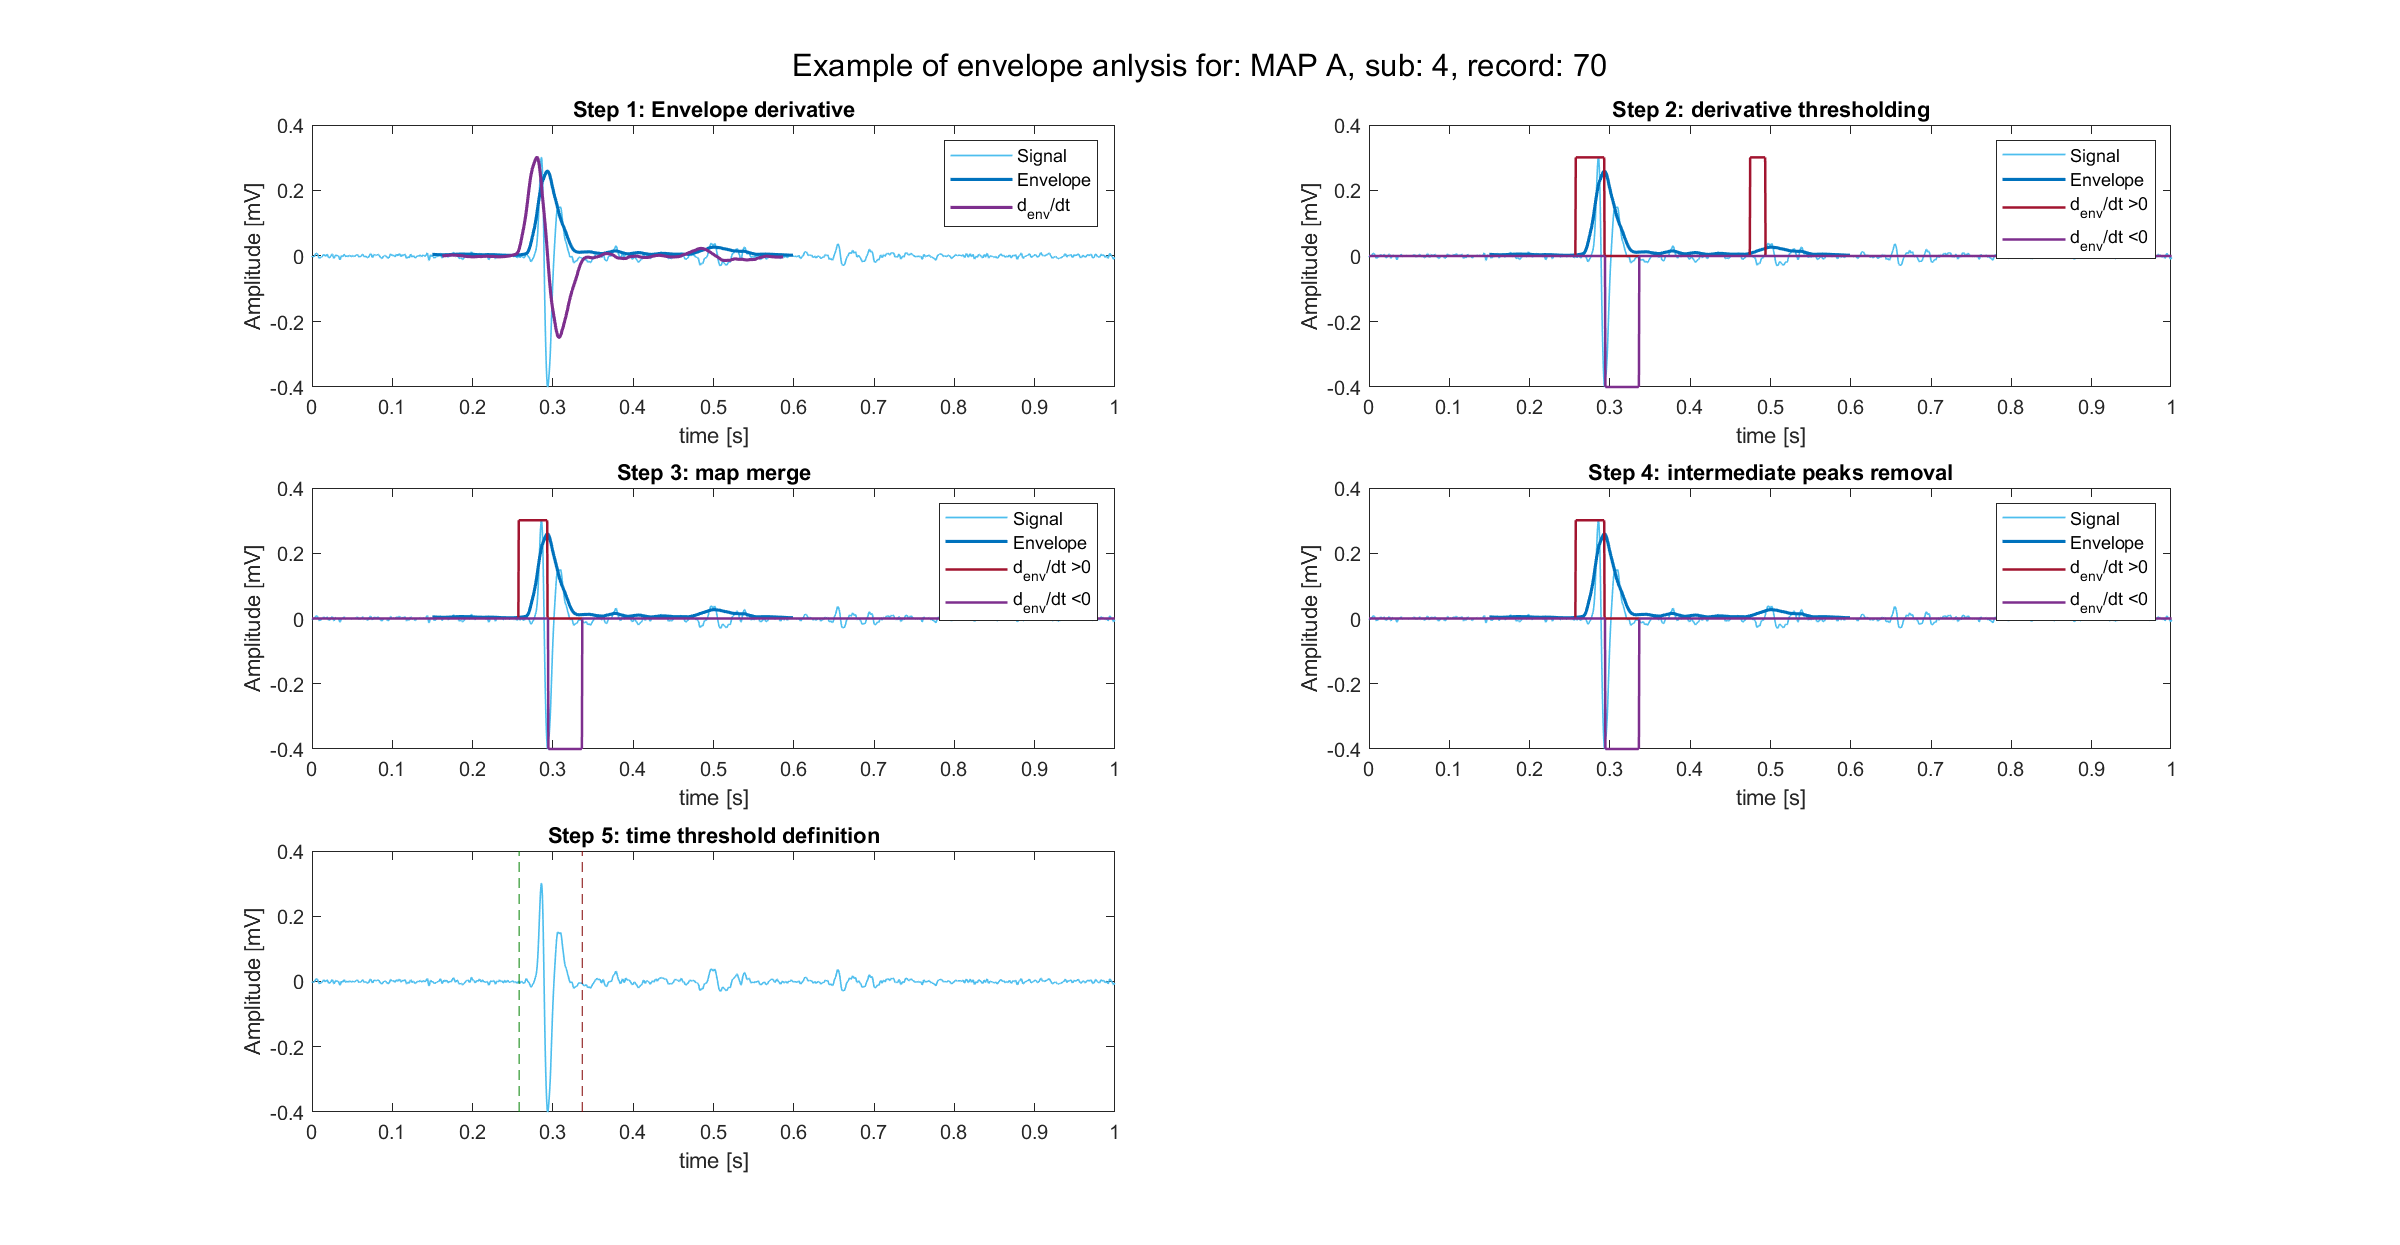 Example of envelope anlysis for: MAP A, sub: 4, record: 70
Step 1: Envelope derivative
0.4
0.2
0
-0.2
-0.4
Amplitude [mV]
Signal
Envelope
d_env/dt
0 0.1 0.2 0.3 0.4 0.5 0.6 0.7 0.8 0.9 1
time [s]
Step 2: derivative thresholding
0.4
0.2
0
-0.2
-0.4
Amplitude [mV]
Signal
Envelope
d_env/dt >0
d_env/dt <0
0 0.1 0.2 0.3 0.4 0.5 0.6 0.7 0.8 0.9 1
time [s]
Step 3: map merge
0.4
0.2
0
-0.2
-0.4
Amplitude [mV]
Signal
Envelope
d_env/dt >0
d_env/dt <0
0 0.1 0.2 0.3 0.4 0.5 0.6 0.7 0.8 0.9 1
time [s]
Step 4: intermediate peaks removal
0.4
0.2
0
-0.2
-0.4
Amplitude [mV]
Signal
Envelope
d_env/dt >0
d_env/dt <0
0 0.1 0.2 0.3 0.4 0.5 0.6 0.7 0.8 0.9 1
time [s]
Step 5: time threshold definition
0.4
0.2
0
-0.2
-0.4
Amplitude [mV]
0 0.1 0.2 0.3 0.4 0.5 0.6 0.7 0.8 0.9 1
time [s]